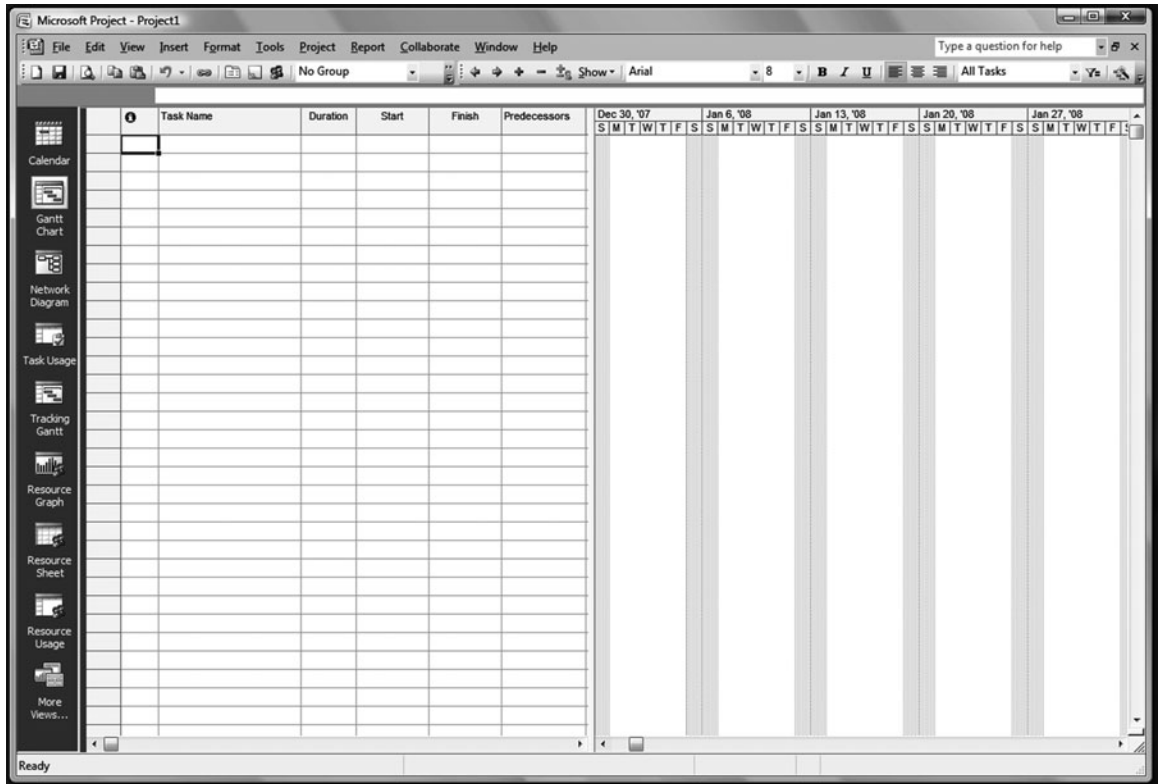 Microsoft Project - Project1
File Edit View Insert Format Tools Project Report Collaborate Window Help Type a question for help
No Group Show Arial 8 B I U All Tasks
Task Name Duration Start Finish Predecessors Dec 30, '07 Jan 6, '08 Jan 13, '08 Jan 20, '08 Jan 27, '08
S M T W T F S S M T W T F S S M T W T F S S M T W T F S S M T W T F S
Calendar
Gantt
Chart
Network
Diagram
Task Usage
Tracking
Gantt
Resource
Graph
Resource
Sheet
Resource
Usage
More
Views...
Ready